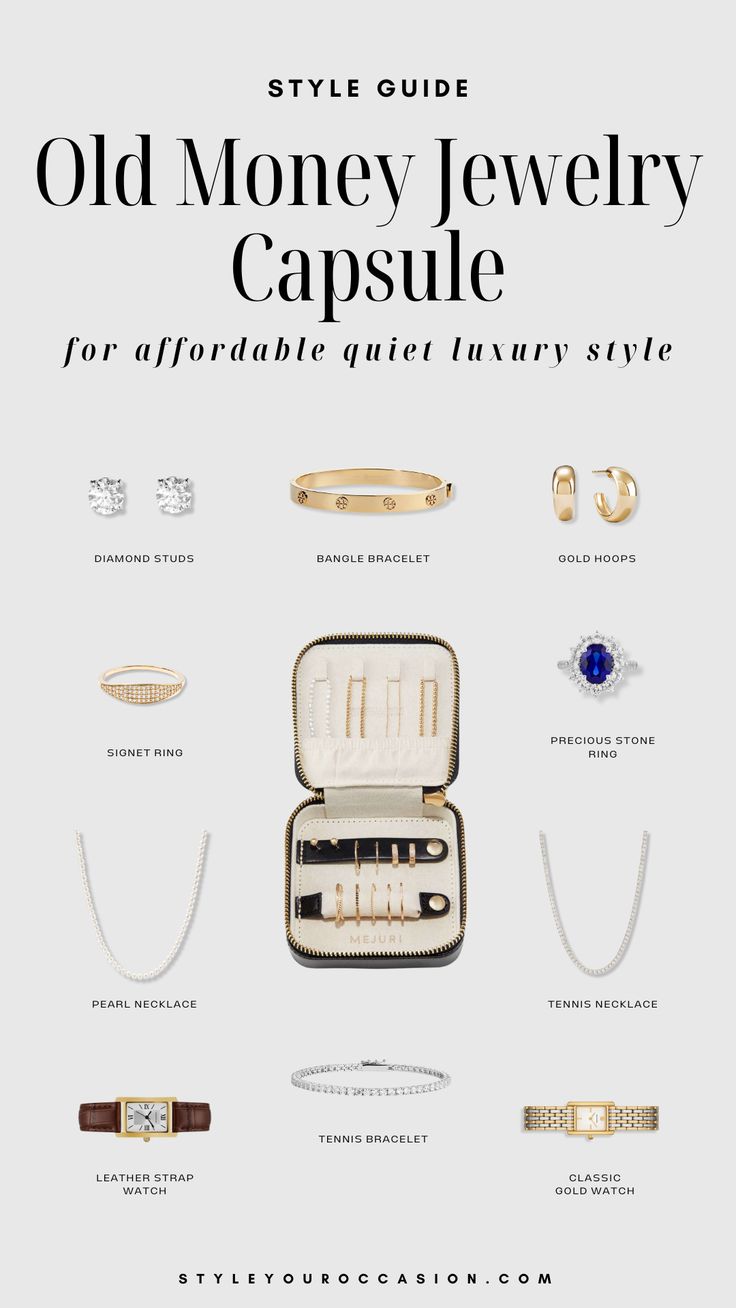 STYLE GUIDE
Old Money Jewelry
Capsule
for affordable quiet luxury style
DIAMOND STUDS
BANGLE BRACELET
GOLD HOOPS
SIGNET RING
PRECIOUS STONE
RING
MEJURI
PEARL NECKLACE
TENNIS NECKLACE
TENNIS BRACELET
LEATHER STRAP
WATCH
CLASSIC
GOLD WATCH
STYLEYOUROCCASION.COM